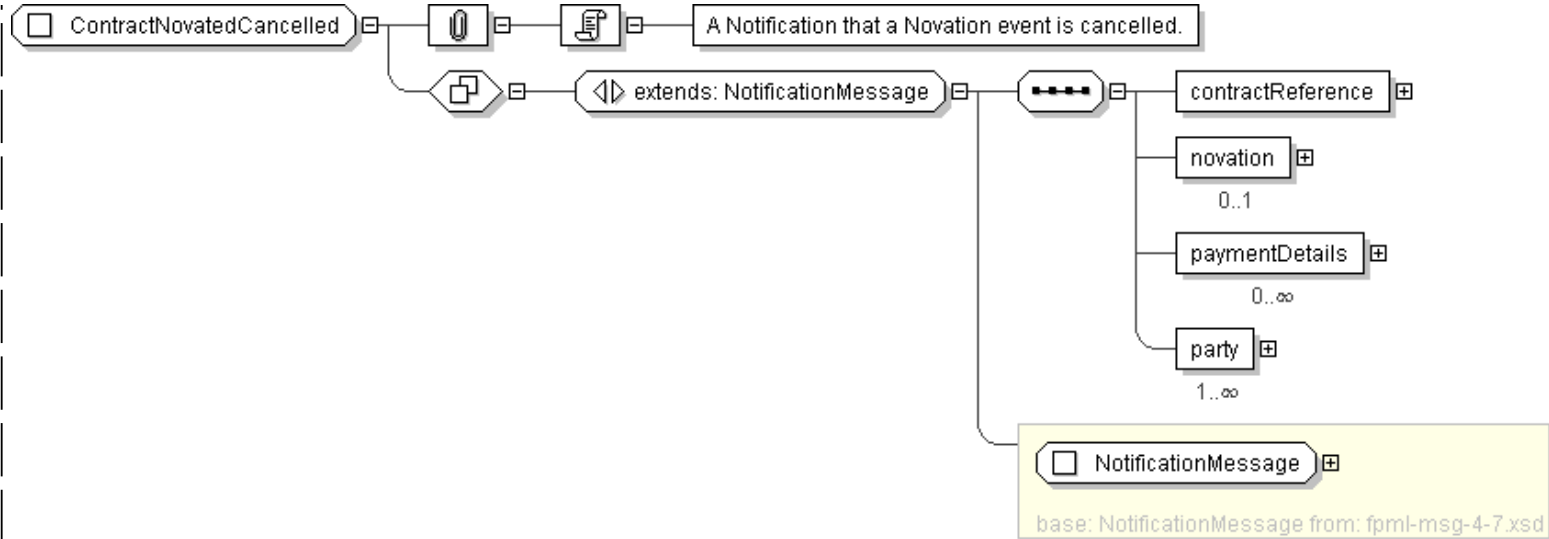 ContractNovatedCancelled
A Notification that a Novation event is cancelled.
extends: NotificationMessage
contractReference
novation
0..1
paymentDetails
0..∞
party
1..∞
NotificationMessage
base: NotificationMessage from: fpml-msg-4-7.xsd